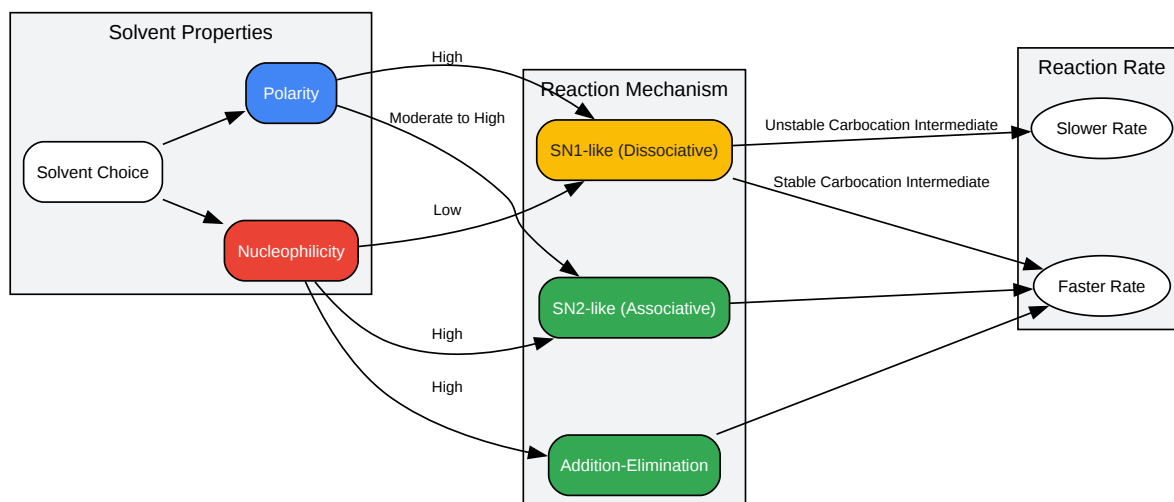 Solvent Properties
Polarity
Solvent Choice
Nucleophilicity
High
Moderate to High
Low
High
High
Reaction Mechanism
SN1-like (Dissociative)
SN2-like (Associative)
Addition-Elimination
Unstable Carbocation Intermediate
Stable Carbocation Intermediate
Reaction Rate
Slower Rate
Faster Rate